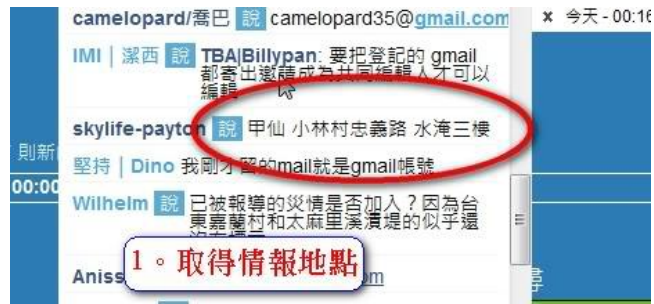 camelopard/喬巴 說 camelopard35@gmail.com
× 今天 - 00:16
IMI｜潔西 說 TBA|Billypan: 要把登記的 gmail
都寄出邀請成為共同編輯人才可以
編輯
skylife-payton 說 甲仙 小林村忠義路 水淹三樓
則新
堅持｜Dino 我剛才留的mail就是gmail帳號
00:00
Wilhelm 說 已被報導的災情是否加入？因為台
東嘉蘭村和太麻里溪潰堤的似乎還
1。取得情報地點
Aniss
om
尋